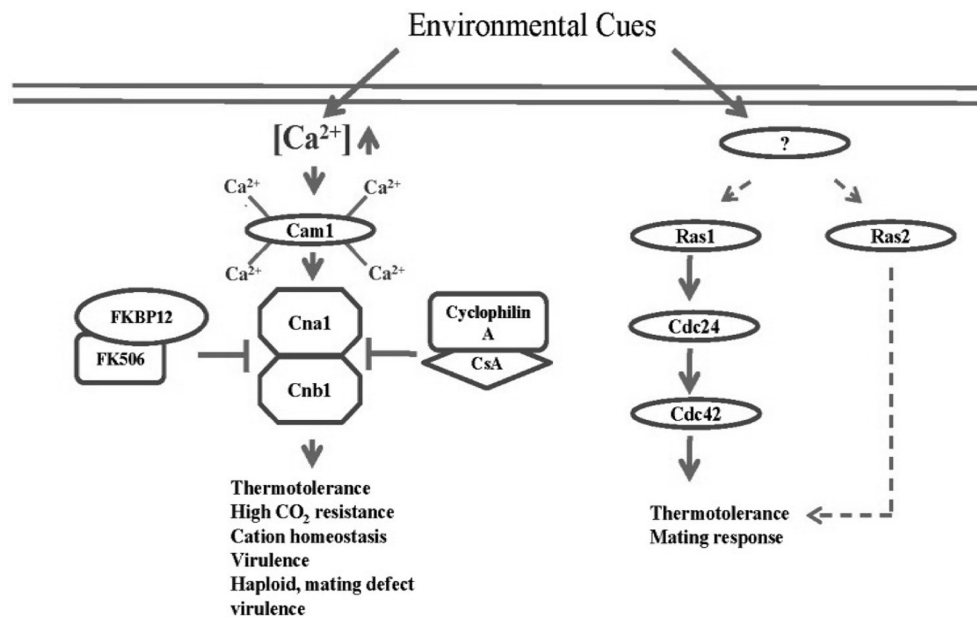 Environmental Cues
[Ca²⁺]
?
Ca²⁺
Ca²⁺
Cam1
Ca²⁺
Ca²⁺
Ras1
Ras2
FKBP12
FK506
Cna1
Cnb1
Cyclophilin
A
CsA
Cdc24
Cdc42
Thermotolerance
High CO₂ resistance
Cation homeostasis
Virulence
Haploid, mating defect
virulence
Thermotolerance
Mating response